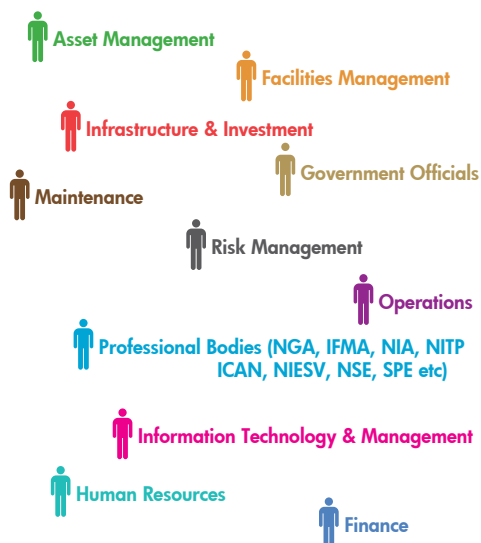 Asset Management
Facilities Management
Infrastructure & Investment
Government Officials
Maintenance
Risk Management
Operations
Professional Bodies (NGA, IFMA, NIA, NITP
ICAN, NIESV, NSE, SPE etc)
Information Technology & Management
Human Resources
Finance